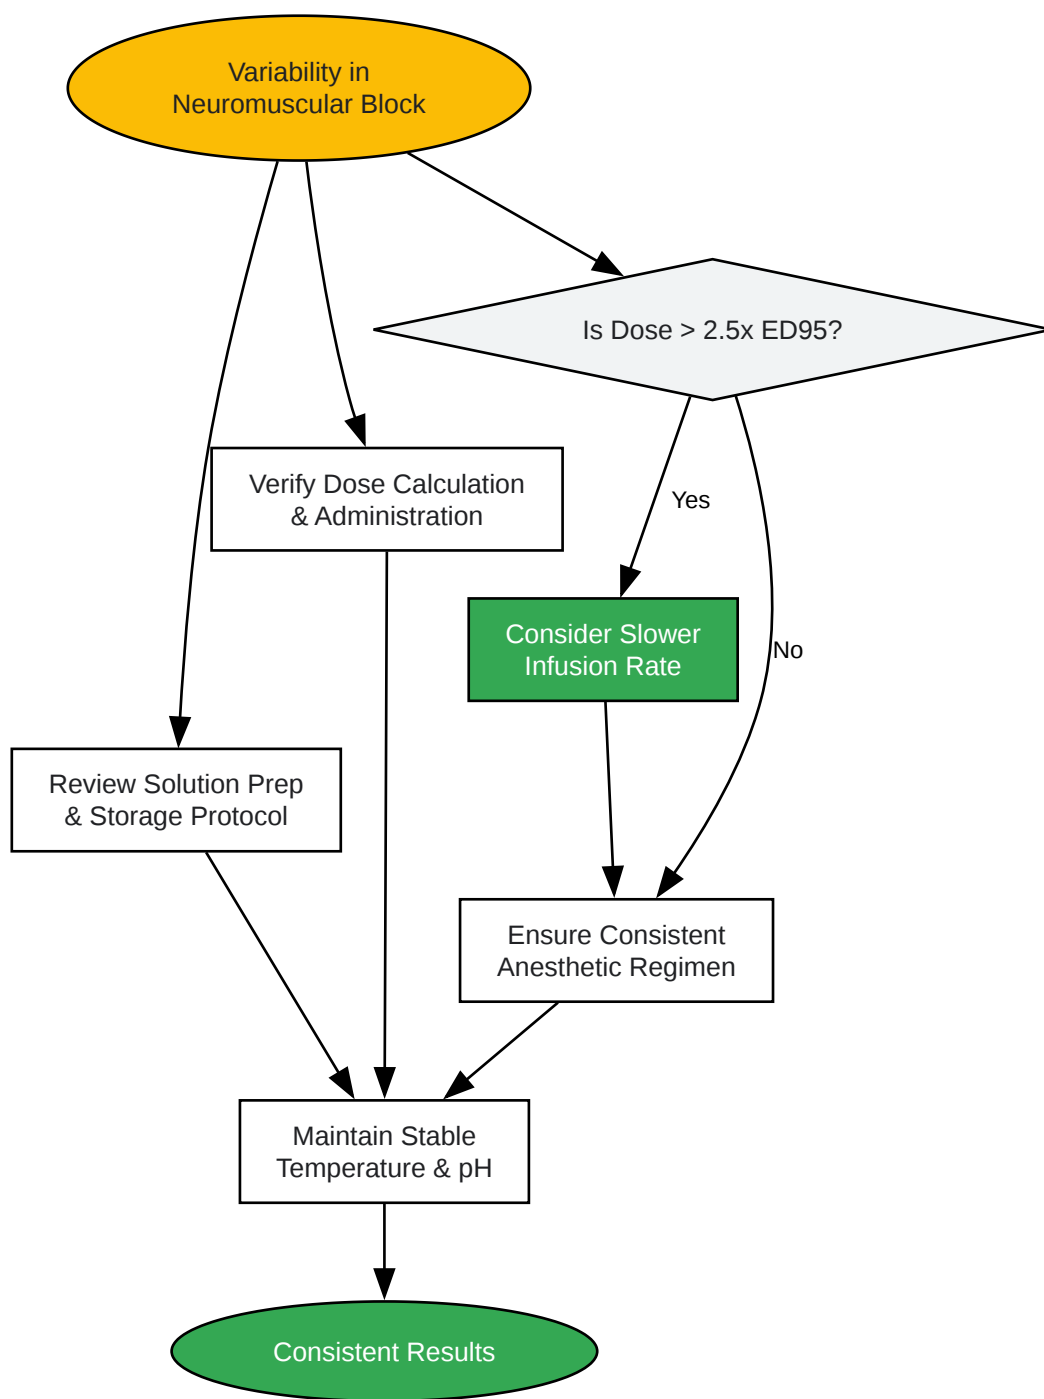 Variability in
Neuromuscular Block
Is Dose > 2.5x ED95?
Verify Dose Calculation
& Administration
Yes
Consider Slower
Infusion Rate
No
Review Solution Prep
& Storage Protocol
Ensure Consistent
Anesthetic Regimen
Maintain Stable
Temperature & pH
Consistent Results